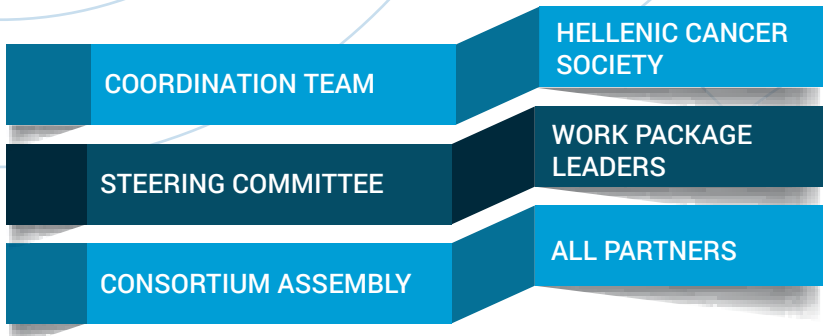 COORDINATION TEAM
HELLENIC CANCER
SOCIETY
STEERING COMMITTEE
WORK PACKAGE
LEADERS
CONSORTIUM ASSEMBLY
ALL PARTNERS